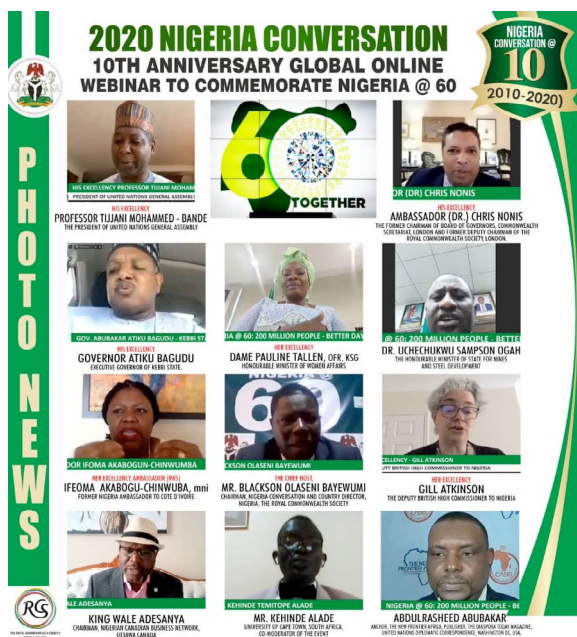 2020 NIGERIA CONVERSATION
10TH ANNIVERSARY GLOBAL ONLINE
WEBINAR TO COMMEMORATE NIGERIA @ 60
NIGERIA
CONVERSATION @
10
2010-2020)
PHOTO NEWS
HIS EXCELLENCY PROFESSOR TIJJANI MOHAM
PRESIDENT OF UNITED NATIONS GENERAL ASSEMBLY
HIS EXCELLENCY
PROFESSOR TIJJANI MOHAMMED - BANDE
THE PRESIDENT OF UNITED NATIONS GENERAL ASSEMBLY
60
TOGETHER
OR (DR) CHRIS NONIS
HIS EXCELLENCY
AMBASSADOR (DR.) CHRIS NONIS
THE FORMER CHAIRMAN OF BOARD OF GOVERNORS, COMMONWEALTH
SECRETARIAT, LONDON AND FORMER DEPUTY CHAIRMAN OF THE
ROYAL COMMONWEALTH SOCIETY, LONDON.
GOV. ABUBAKAR ATIKU BAGUDU - KEBBI STA
HIS EXCELLENCY
GOVERNOR ATIKU BAGUDU
EXECUTIVE GOVERNOR OF KEBBI STATE.
IA @ 60: 200 MILLION PEOPLE - BETTER DAY
HER EXCELLENCY
DAME PAULINE TALLEN, OFR, KSG
HONOURABLE MINISTER OF WOMEN AFFAIRS
@ 60: 200 MILLION PEOPLE - BETTE
DR. UCHECHUKWU SAMPSON OGAH
THE HONOURABLE MINISTER OF STATE FOR MINES
AND STEEL DEVELOPMENT
DOR IFOMA AKABOGUN-CHINWUMBA
HER EXCELLENCY AMBASSADOR (MRS)
IFEOMA AKABOGU-CHINWUBA, mni
FORMER NIGERIA AMBASSADOR TO COTE D'IVOIRE
NIGERIA @
60
CKSON OLASENI BAYEWUMI
THE CHIEF HOST,
MR. BLACKSON OLASENI BAYEWUMI
CHAIRMAN, NIGERIA CONVERSATION AND COUNTRY DIRECTOR,
NIGERIA, THE ROYAL COMMONWEALTH SOCIETY
CELLENCY - GILL ATKINSON
UTY BRITISH HIGH COMMISSIONER TO NIGERIA
HER EXCELLENCY
GILL ATKINSON
THE DEPUTY BRITISH HIGH COMMISSIONER TO NIGERIA
ALE ADESANYA
KING WALE ADESANYA
CHAIRMAN, NIGERIAN CANADIAN BUSINESS NETWORK,
OTTAWA CANADA
KEHINDE TEMITOPE ALADE
MR. KEHINDE ALADE
UNIVERSITY OF CAPE TOWN, SOUTH AFRICA,
CO-MODERATOR OF THE EVENT
NIGERIA @ 60: 200 MILLION PEOPLE - BE
ABDULRASHEED ABUBAKAR
ANCHOR, THE NEW FRONTIER AFRICA, PUBLISHER, THE DIASPORA TODAY MAGAZINE,
UNITED NATIONS DIPLOMATIC CORRESPONDENT, WASHINGTON DC, USA,
RCS